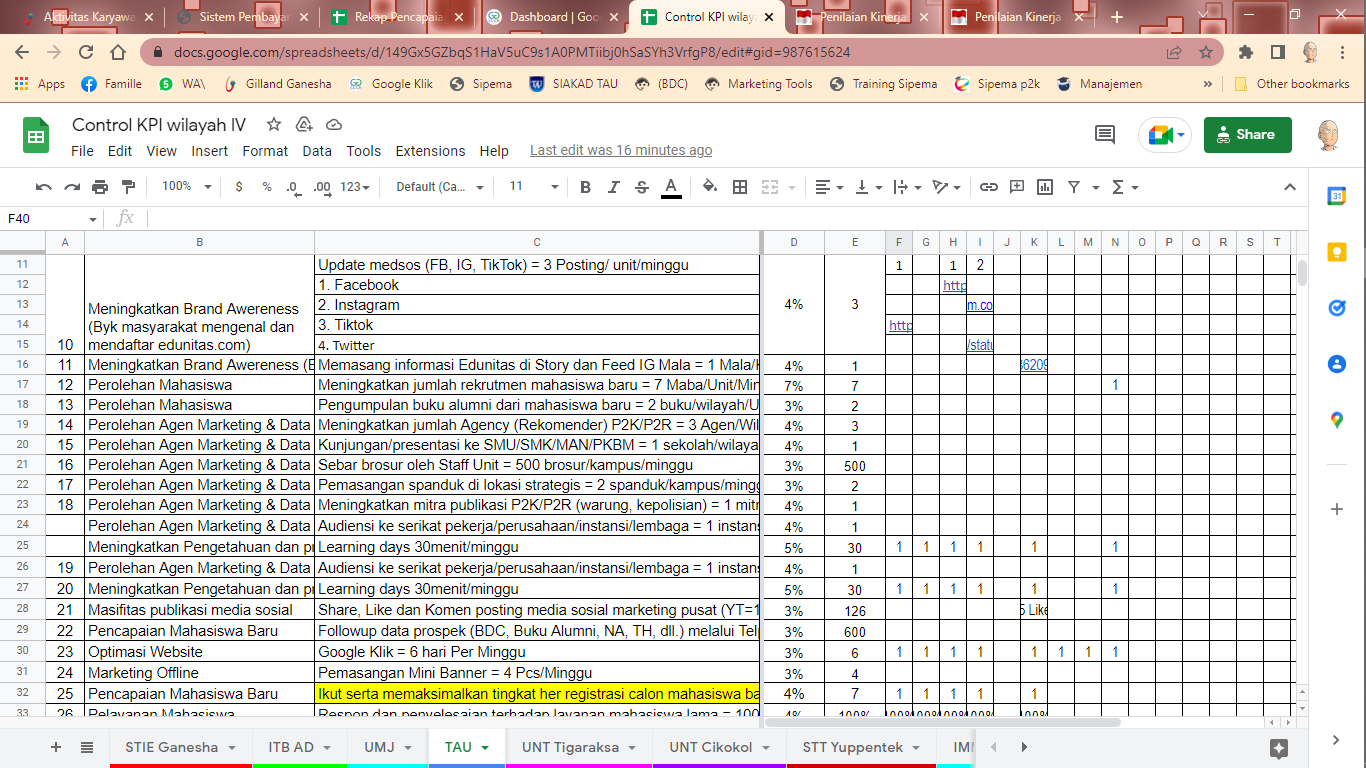 Aktivitas Karyawa
Sistem Pembayar
Rekap Pencapaia
Dashboard | Goo
Control KPI wilay
Penilaian Kinerja
Penilaian Kinerja
docs.google.com/spreadsheets/d/149Gx5GZbqS1HaV5uC9s1A0PMTiibj0hSaSYh3VrfgP8/edit#gid=987615624
Apps Famille WA\ Gilland Ganesha Google Klik Sipema SIAKAD TAU (BDC) Marketing Tools Training Sipema Sipema p2k Manajemen » Other bookmarks
Control KPI wilayah IV
Share
File Edit View Insert Format Data Tools Extensions Help Last edit was 16 minutes ago
100% $ % .0 .00 123 Default (Ca... 11 B I S A
F40 fx
A B C D E F G H I J K L M N O P Q R S T
11 Update medsos (FB, IG, TikTok) = 3 Posting/ unit/minggu 1 1 2
12 1. Facebook http
13 Meningkatkan Brand Awereness 2. Instagram 4% 3 m.co
14 (Byk masyarakat mengenal dan 3. Tiktok http
15 10 mendaftar edunitas.com) 4. Twitter /statu
16 11 Meningkatkan Brand Awereness (B Memasang informasi Edunitas di Story dan Feed IG Mala = 1 Mala/K 4% 1 36209
17 12 Perolehan Mahasiswa Meningkatkan jumlah rekrutmen mahasiswa baru = 7 Maba/Unit/Min 7% 7 1
18 13 Perolehan Mahasiswa Pengumpulan buku alumni dari mahasiswa baru = 2 buku/wilayah/U 3% 2
19 14 Perolehan Agen Marketing & Data Meningkatkan jumlah Agency (Rekomender) P2K/P2R = 3 Agen/Wil 4% 3
20 15 Perolehan Agen Marketing & Data Kunjungan/presentasi ke SMU/SMK/MAN/PKBM = 1 sekolah/wilaya 4% 1
21 16 Perolehan Agen Marketing & Data Sebar brosur oleh Staff Unit = 500 brosur/kampus/minggu 3% 500
22 17 Perolehan Agen Marketing & Data Pemasangan spanduk di lokasi strategis = 2 spanduk/kampus/mingg 3% 2
23 18 Perolehan Agen Marketing & Data Meningkatkan mitra publikasi P2K/P2R (warung, kepolisian) = 1 mitr 4% 1
24 Perolehan Agen Marketing & Data Audiensi ke serikat pekerja/perusahaan/instansi/lembaga = 1 instans 4% 1
25 Meningkatkan Pengetahuan dan pr Learning days 30menit/minggu 5% 30 1 1 1 1 1 1
26 19 Perolehan Agen Marketing & Data Audiensi ke serikat pekerja/perusahaan/instansi/lembaga = 1 instans 4% 1
27 20 Meningkatkan Pengetahuan dan pr Learning days 30menit/minggu 5% 30 1 1 1 1 1 1
28 21 Masifitas publikasi media sosial Share, Like dan Komen posting media sosial marketing pusat (YT=1 3% 126 5 Like
29 22 Pencapaian Mahasiswa Baru Followup data prospek (BDC, Buku Alumni, NA, TH, dll.) melalui Telp 3% 600
30 23 Optimasi Website Google Klik = 6 hari Per Minggu 3% 6 1 1 1 1 1 1 1 1
31 24 Marketing Offline Pemasangan Mini Banner = 4 Pcs/Minggu 3% 4
32 25 Pencapaian Mahasiswa Baru Ikut serta memaksimalkan tingkat her registrasi calon mahasiswa ba 4% 7 1 1 1 1 1
33 26 Pelayanan Mahasiswa Respon dan penyelesaian terhadap layanan mahasiswa lama = 100 4% 100% 100% 100% 100% 100% 100%
STIE Ganesha ITB AD UMJ TAU UNT Tigaraksa UNT Cikokol STT Yuppentek IMI